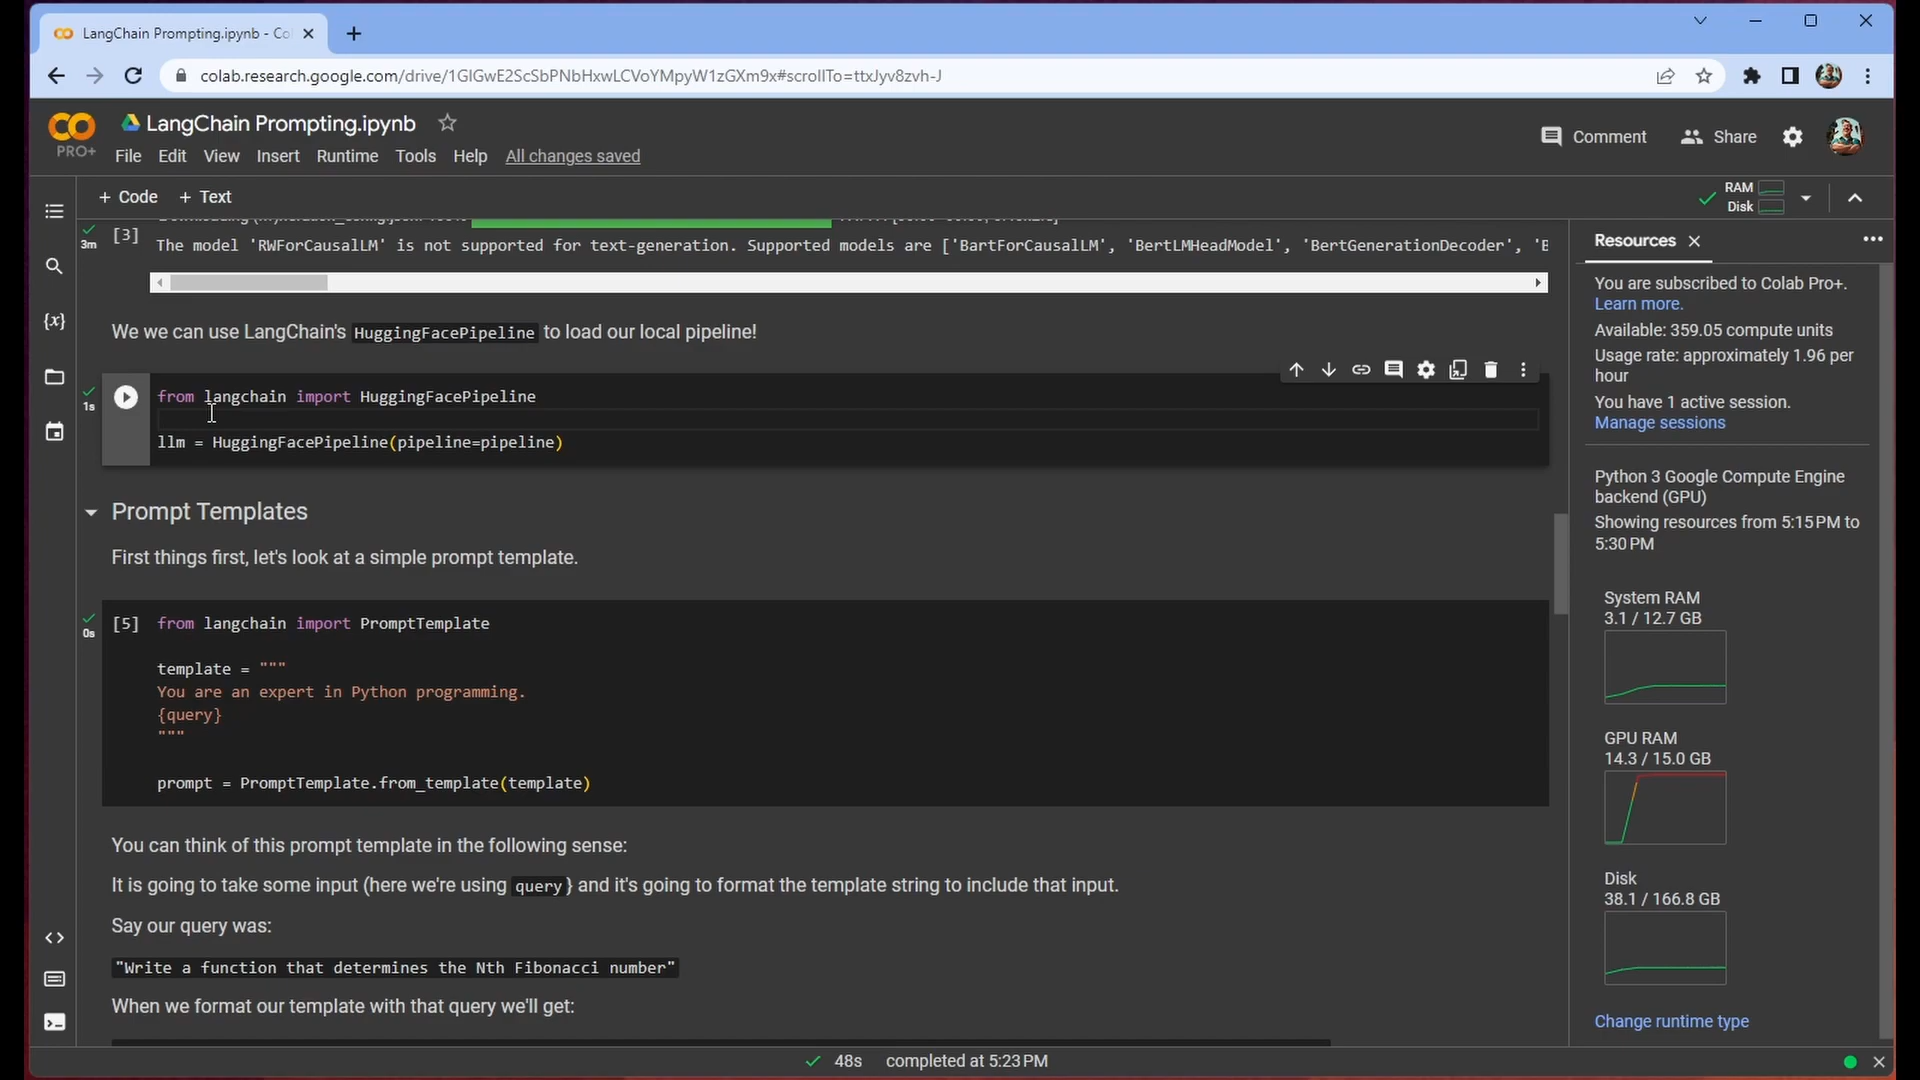 LangChain Prompting.ipynb - Co
colab.research.google.com/drive/1GIGwE2ScSbPNbHxwLCVoYMpyW1zGXm9x#scrollTo=ttxJyv8zvh-J
PRO+
LangChain Prompting.ipynb
File Edit View Insert Runtime Tools Help All changes saved
Comment Share
+ Code + Text
RAM
Disk
3m
[3]
The model 'RWForCausalLM' is not supported for text-generation. Supported models are ['BartForCausalLM', 'BertLMHeadModel', 'BertGenerationDecoder', 'B
We we can use LangChain's HuggingFacePipeline to load our local pipeline!
1s
from langchain import HuggingFacePipeline
llm = HuggingFacePipeline(pipeline=pipeline)
Prompt Templates
First things first, let's look at a simple prompt template.
0s
[5] from langchain import PromptTemplate
template = """
You are an expert in Python programming.
{query}
"""
prompt = PromptTemplate.from_template(template)
You can think of this prompt template in the following sense:
It is going to take some input (here we're using query} and it's going to format the template string to include that input.
Say our query was:
"Write a function that determines the Nth Fibonacci number"
When we format our template with that query we'll get:
Resources
You are subscribed to Colab Pro+.
Learn more.
Available: 359.05 compute units
Usage rate: approximately 1.96 per
hour
You have 1 active session.
Manage sessions
Python 3 Google Compute Engine
backend (GPU)
Showing resources from 5:15 PM to
5:30 PM
System RAM
3.1 / 12.7 GB
GPU RAM
14.3 / 15.0 GB
Disk
38.1 / 166.8 GB
Change runtime type
48s completed at 5:23 PM